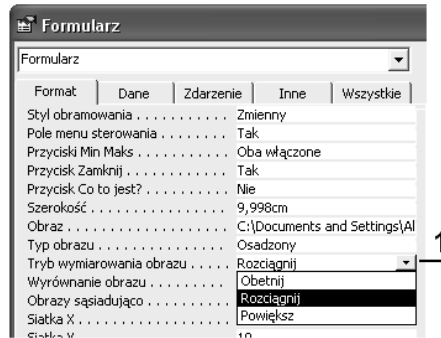 Formularz
Formularz
Format Dane Zdarzenie Inne Wszystkie
Styl obramowania . . . . . . . . . . . Zmienny
Pole menu sterowania . . . . . . . . Tak
Przyciski Min Maks . . . . . . . . . . . Oba włączone
Przycisk Zamknij . . . . . . . . . . . . . Tak
Przycisk Co to jest? . . . . . . . . . . Nie
Szerokość . . . . . . . . . . . . . . . . . . 9,998cm
Obraz . . . . . . . . . . . . . . . . . . . . . C:\Documents and Settings\Al
Typ obrazu . . . . . . . . . . . . . . . . . Osadzony
Tryb wymiarowania obrazu . . . . . Rozciągnij 1
Wyrównanie obrazu . . . . . . . . . . Obetnij
Obrazy sąsiadująco . . . . . . . . . . Rozciągnij
Siatka X . . . . . . . . . . . . . . . . . . . . Powiększ